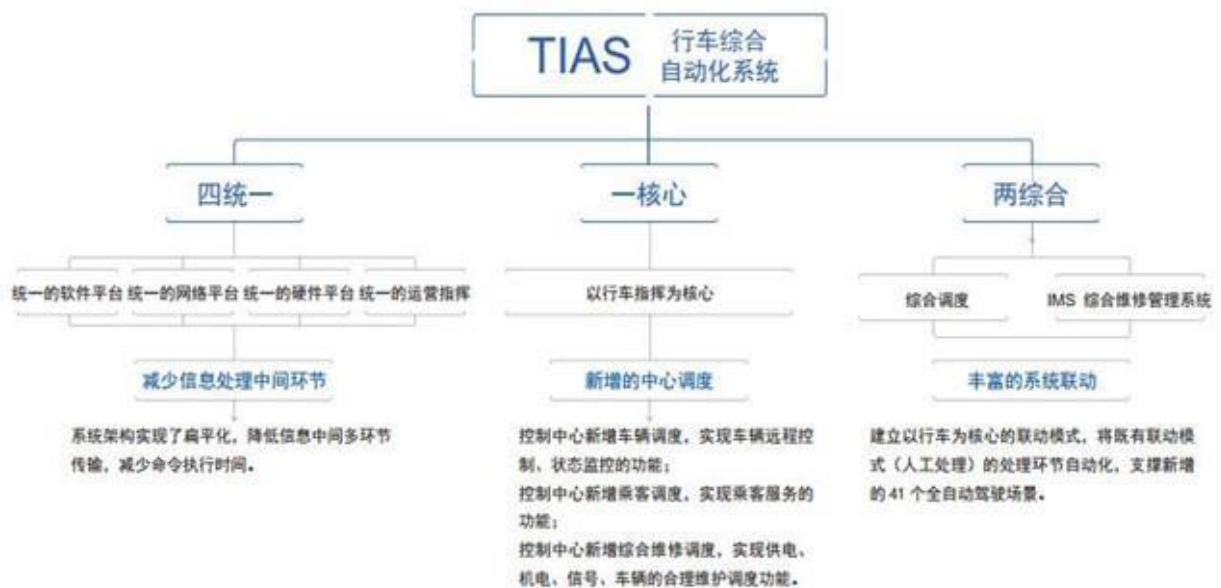 TIAS
行车综合
自动化系统
四统一
一核心
两综合
统一的软件平台
统一的网络平台
统一的硬件平台
统一的运营指挥
以行车指挥为核心
综合调度
IMS 综合维修管理系统
减少信息处理中间环节
新增的中心调度
丰富的系统联动
系统架构实现了扁平化，降低信息中间多环节
传输，减少命令执行时间。
控制中心新增车辆调度，实现车辆远程控
制、状态监控的功能；
控制中心新增乘客调度，实现乘客服务的
功能；
控制中心新增综合维修调度，实现供电、
机电、信号、车辆的合理维护调度功能。
建立以行车为核心的联动模式，将既有联动模
式（人工处理）的处理环节自动化，支撑新增
的 41 个全自动驾驶场景。